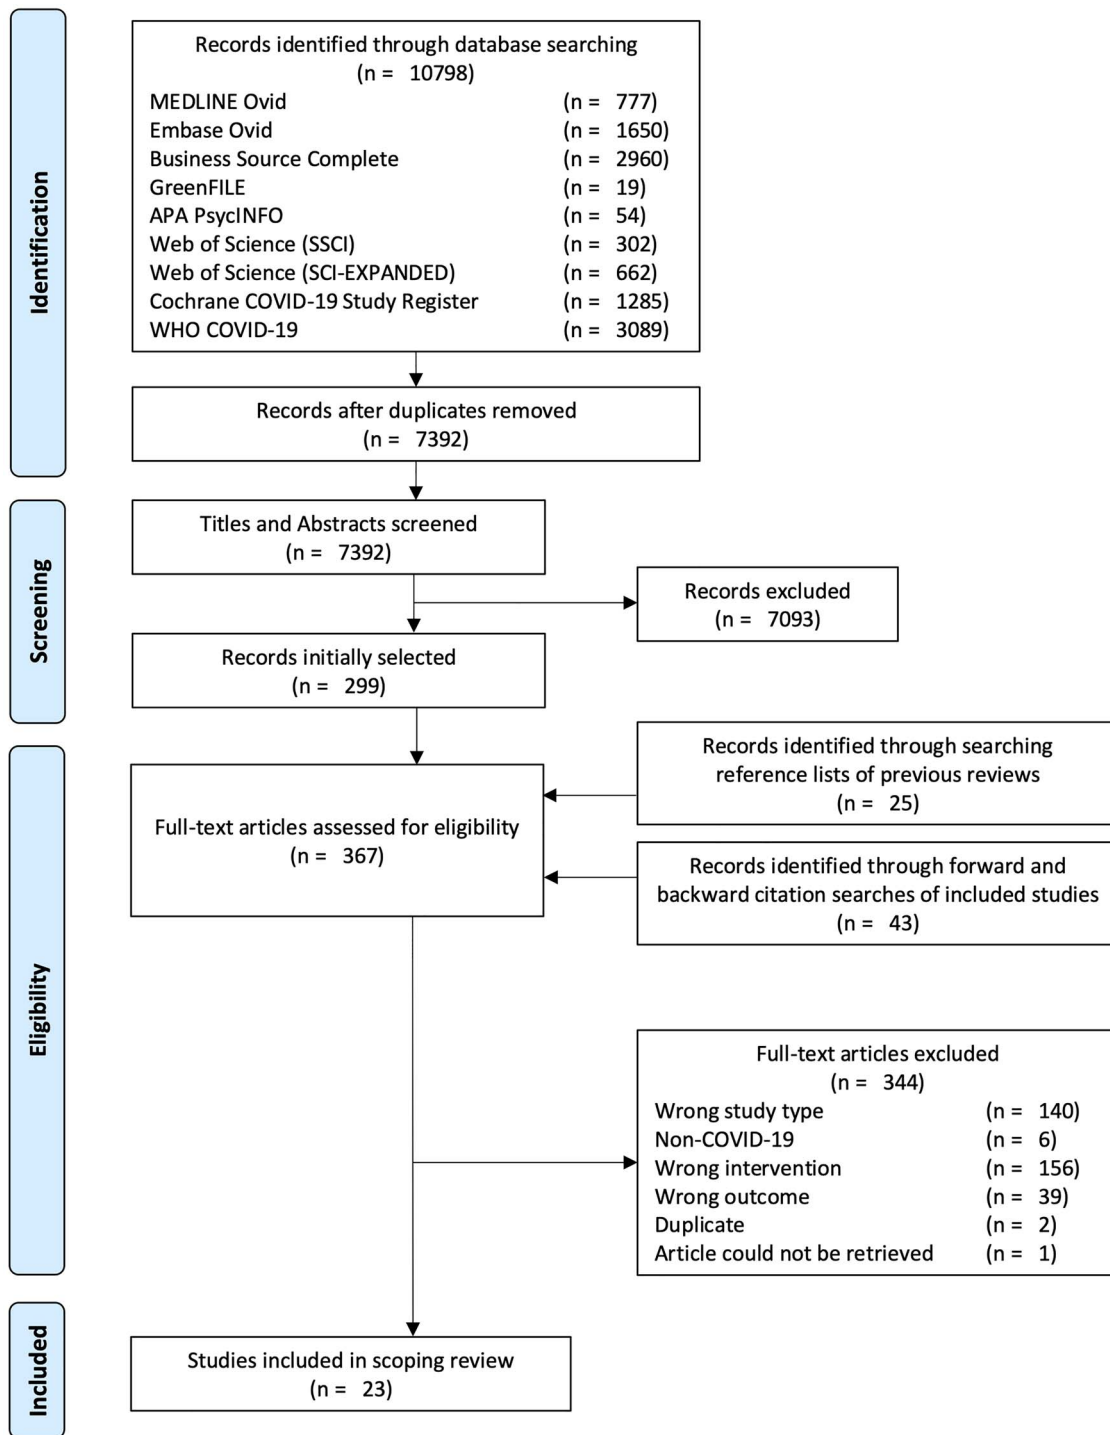 Identification
Records identified through database searching
(n = 10798)
MEDLINE Ovid (n = 777)
Embase Ovid (n = 1650)
Business Source Complete (n = 2960)
GreenFILE (n = 19)
APA PsycINFO (n = 54)
Web of Science (SSCI) (n = 302)
Web of Science (SCI-EXPANDED) (n = 662)
Cochrane COVID-19 Study Register (n = 1285)
WHO COVID-19 (n = 3089)
Records after duplicates removed
(n = 7392)
Screening
Titles and Abstracts screened
(n = 7392)
Records excluded
(n = 7093)
Records initially selected
(n = 299)
Eligibility
Records identified through searching
reference lists of previous reviews
(n = 25)
Full-text articles assessed for eligibility
(n = 367)
Records identified through forward and
backward citation searches of included studies
(n = 43)
Full-text articles excluded
(n = 344)
Wrong study type (n = 140)
Non-COVID-19 (n = 6)
Wrong intervention (n = 156)
Wrong outcome (n = 39)
Duplicate (n = 2)
Article could not be retrieved (n = 1)
Included
Studies included in scoping review
(n = 23)